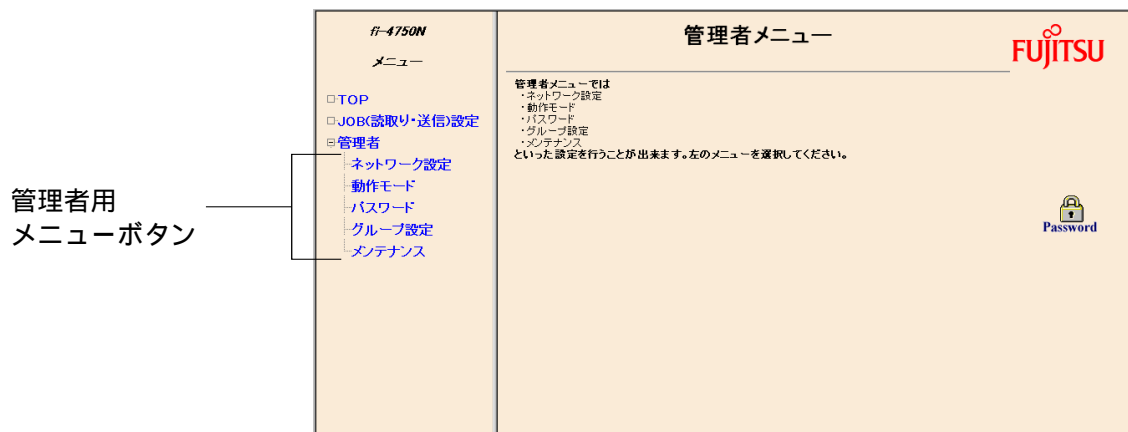 管理者用
メニューボタン
fi-4750N
メニュー
TOP
JOB(読取り・送信)設定
管理者
ネットワーク設定
動作モード
パスワード
グループ設定
メンテナンス
管理者メニュー
FUJITSU
管理者メニューでは
・ネットワーク設定
・動作モード
・パスワード
・グループ設定
・メンテナンス
といった設定を行うことが出来ます。左のメニューを選択してください。
Password